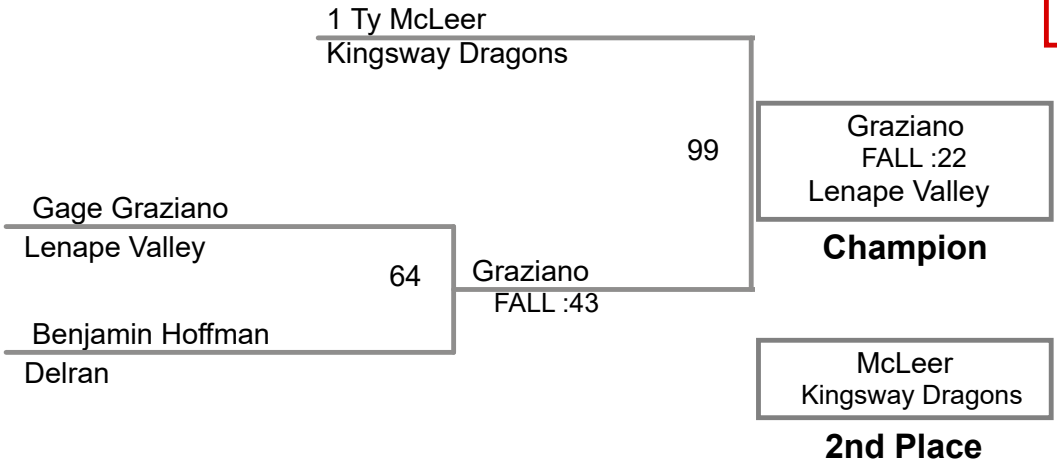 1 Ty McLeer
Kingsway Dragons
99
Graziano
FALL :22
Lenape Valley
Champion
Gage Graziano
Lenape Valley
64
Graziano
FALL :43
Benjamin Hoffman
Delran
McLeer
Kingsway Dragons
2nd Place